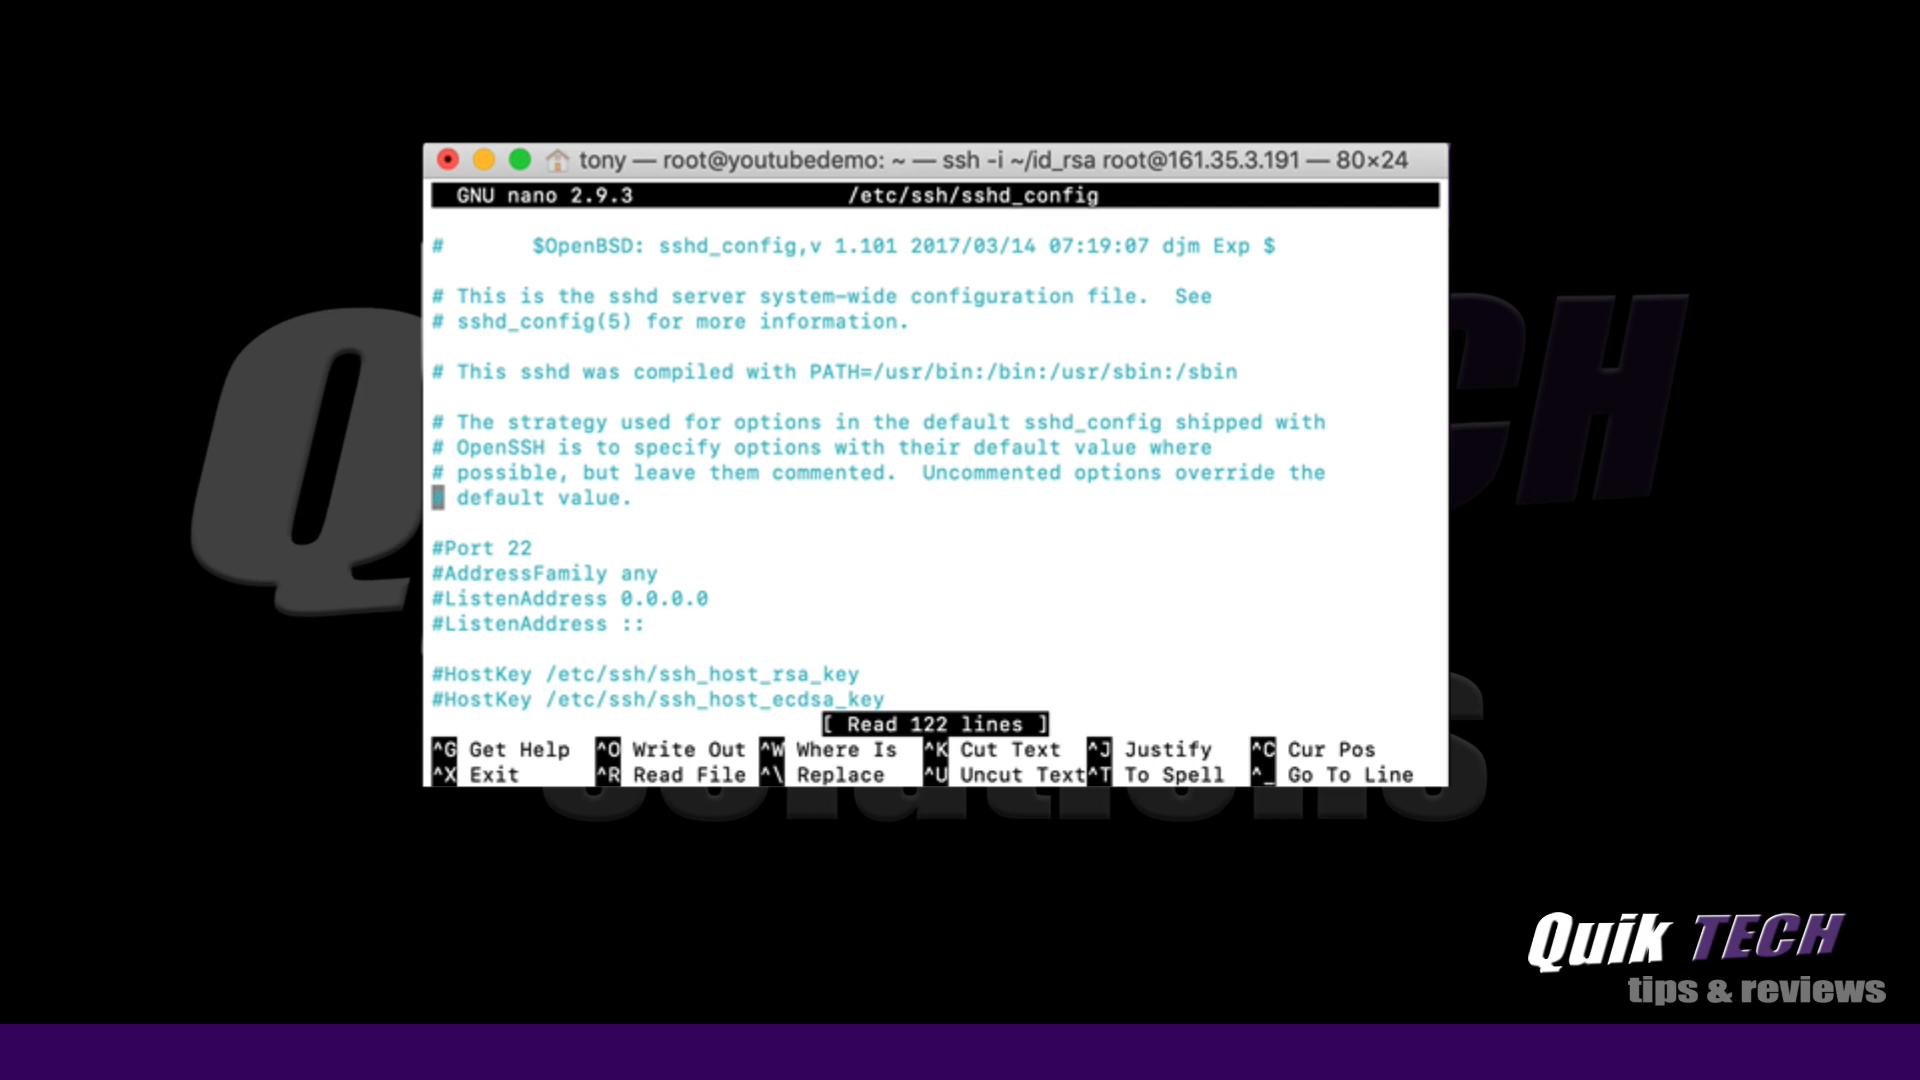 tony — root@youtubedemo: ~ — ssh -i ~/id_rsa root@161.35.3.191 — 80×24
GNU nano 2.9.3 /etc/ssh/sshd_config
# $OpenBSD: sshd_config,v 1.101 2017/03/14 07:19:07 djm Exp $
# This is the sshd server system-wide configuration file. See
# sshd_config(5) for more information.
# This sshd was compiled with PATH=/usr/bin:/bin:/usr/sbin:/sbin
# The strategy used for options in the default sshd_config shipped with
# OpenSSH is to specify options with their default value where
# possible, but leave them commented. Uncommented options override the
# default value.
#Port 22
#AddressFamily any
#ListenAddress 0.0.0.0
#ListenAddress ::
#HostKey /etc/ssh/ssh_host_rsa_key
#HostKey /etc/ssh/ssh_host_ecdsa_key
[ Read 122 lines ]
^G Get Help ^O Write Out ^W Where Is ^K Cut Text ^J Justify ^C Cur Pos
^X Exit ^R Read File ^\ Replace ^U Uncut Text ^T To Spell ^_ Go To Line
Quik TECH
tips & reviews